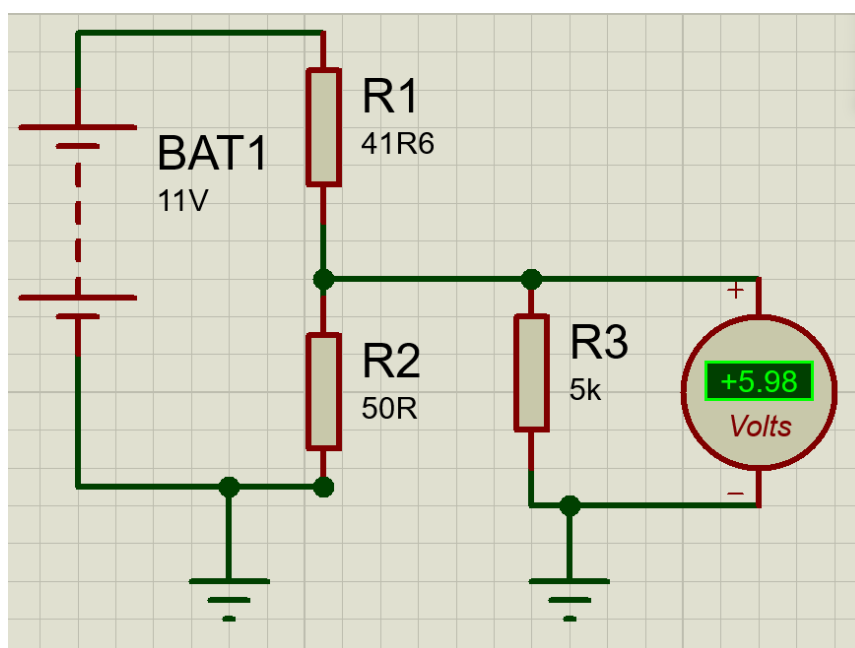 R1
41R6
BAT1
11V
R2
50R
R3
5k
+
+5.98
Volts
−